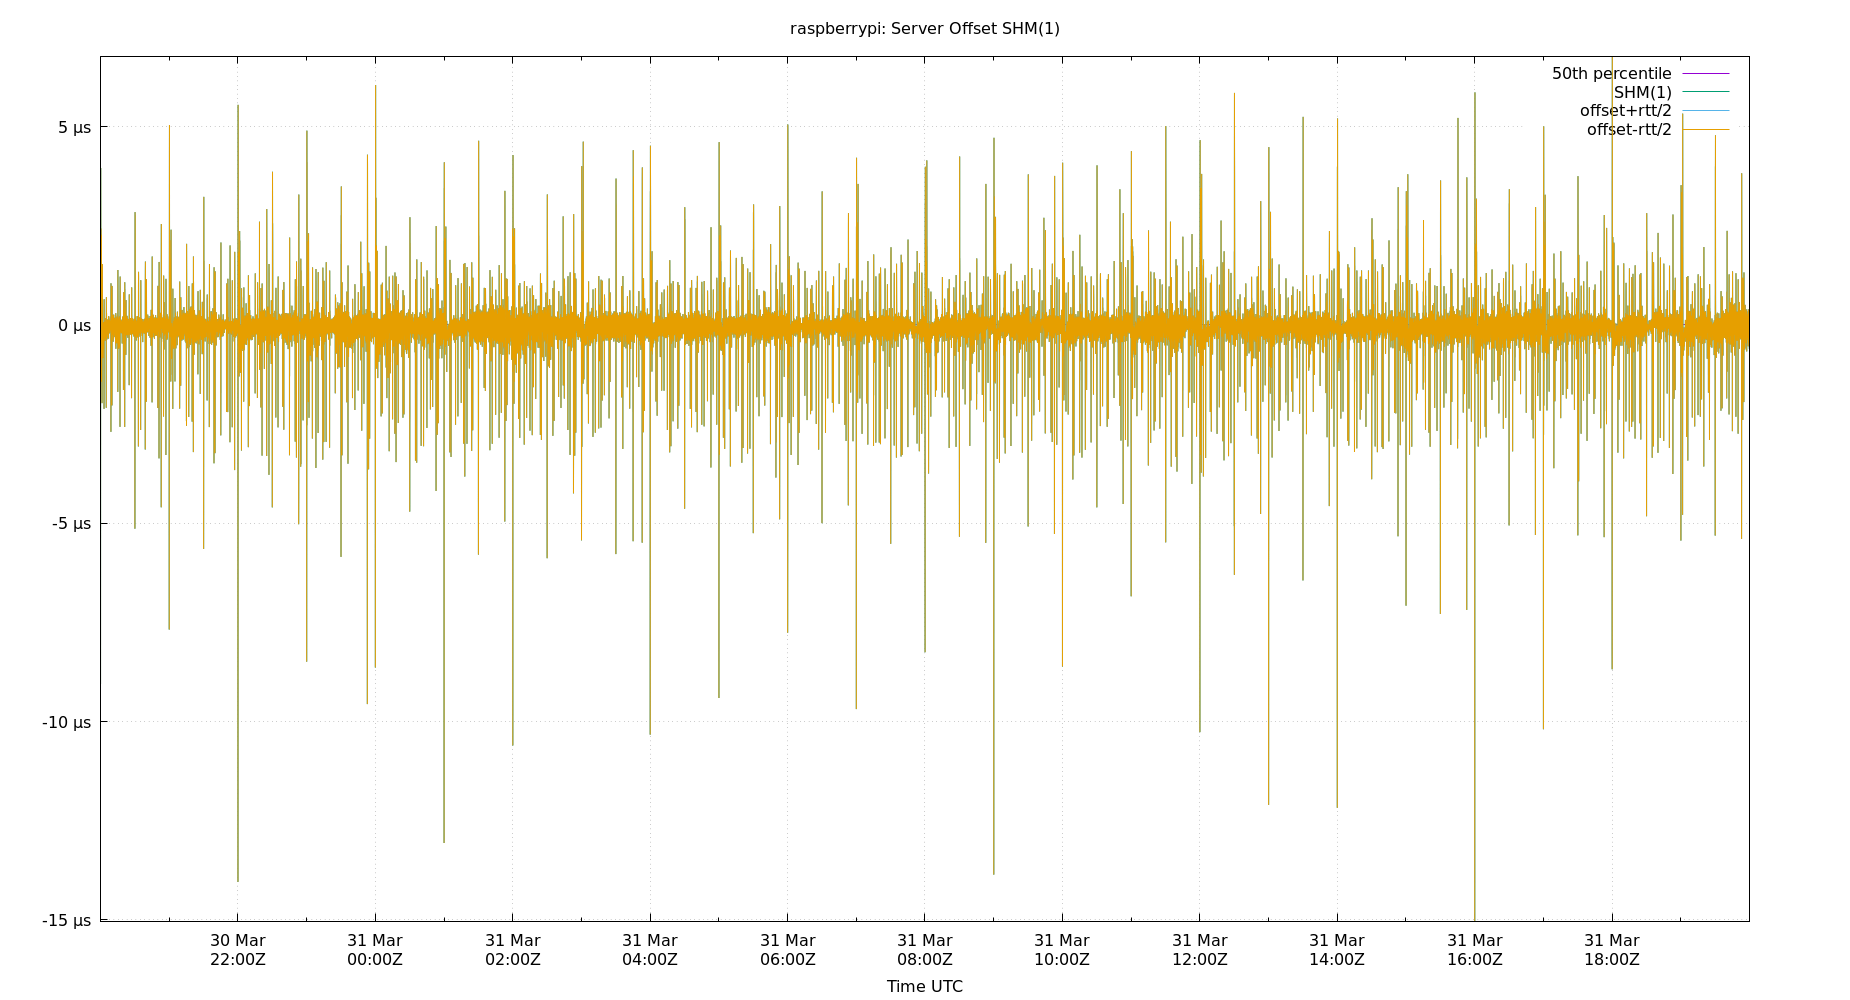 raspberrypi: Server Offset SHM(1)
50th percentile
SHM(1)
offset+rtt/2
offset-rtt/2
5 µs
0 µs
-5 µs
-10 µs
-15 µs
30 Mar 31 Mar 31 Mar 31 Mar 31 Mar 31 Mar 31 Mar 31 Mar 31 Mar 31 Mar 31 Mar
22:00Z 00:00Z 02:00Z 04:00Z 06:00Z 08:00Z 10:00Z 12:00Z 14:00Z 16:00Z 18:00Z
Time UTC